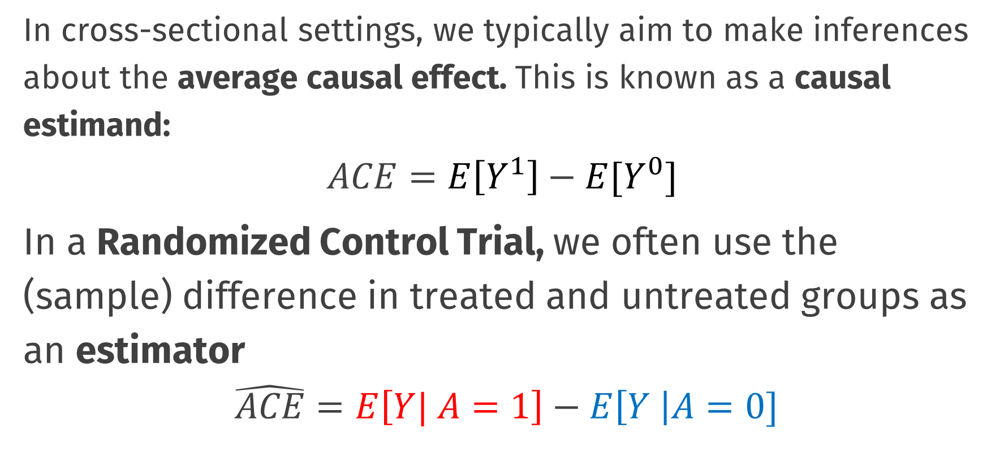 In cross-sectional settings, we typically aim to make inferences
about the average causal effect. This is known as a causal
estimand:
ACE = E[Y¹] − E[Y⁰]
In a Randomized Control Trial, we often use the
(sample) difference in treated and untreated groups as
an estimator
\widehat{ACE} = E[Y| A = 1] − E[Y |A = 0]